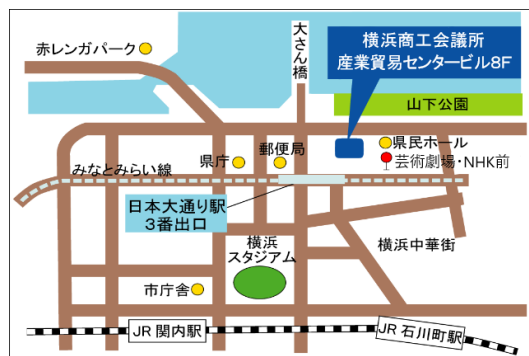 赤レンガパーク
大さん橋
横浜商工会議所
産業貿易センタービル8F
山下公園
県民ホール
芸術劇場・NHK前
郵便局
県庁
みなとみらい線
日本大通り駅
3番出口
横浜
スタジアム
横浜中華街
市庁舎
JR 関内駅
JR 石川町駅